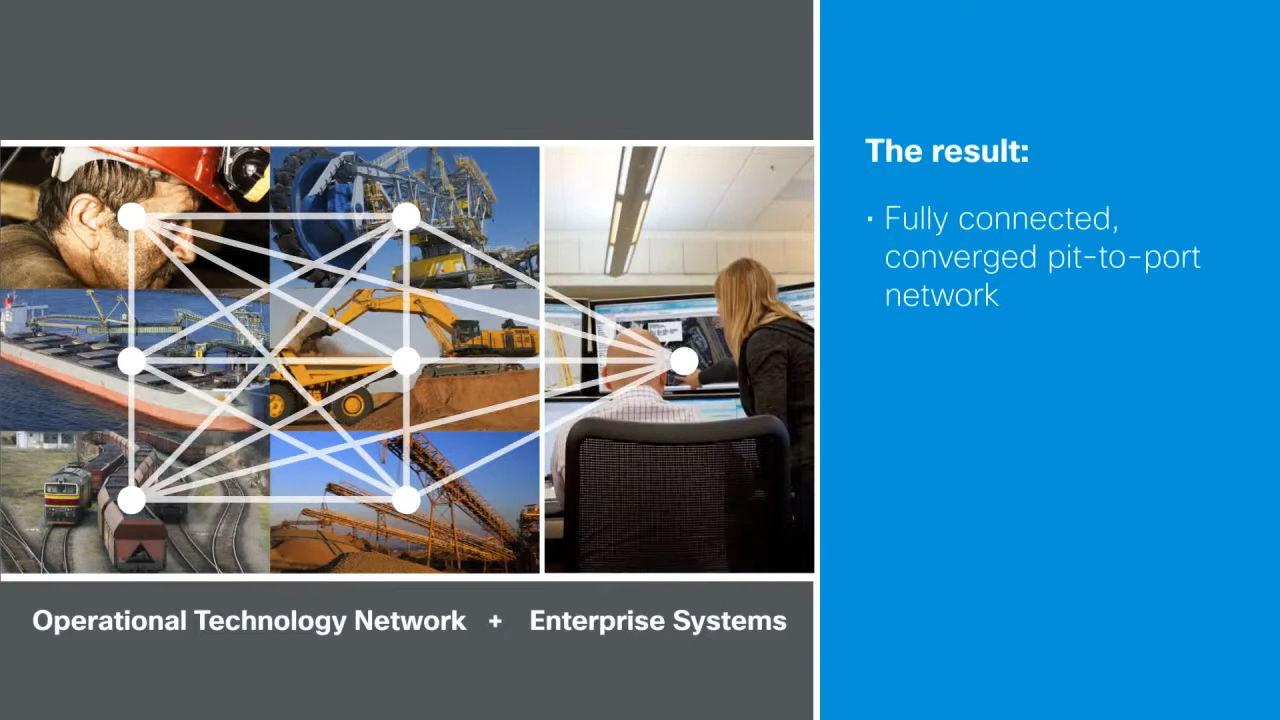 The result:
· Fully connected,
converged pit-to-port
network
Operational Technology Network + Enterprise Systems